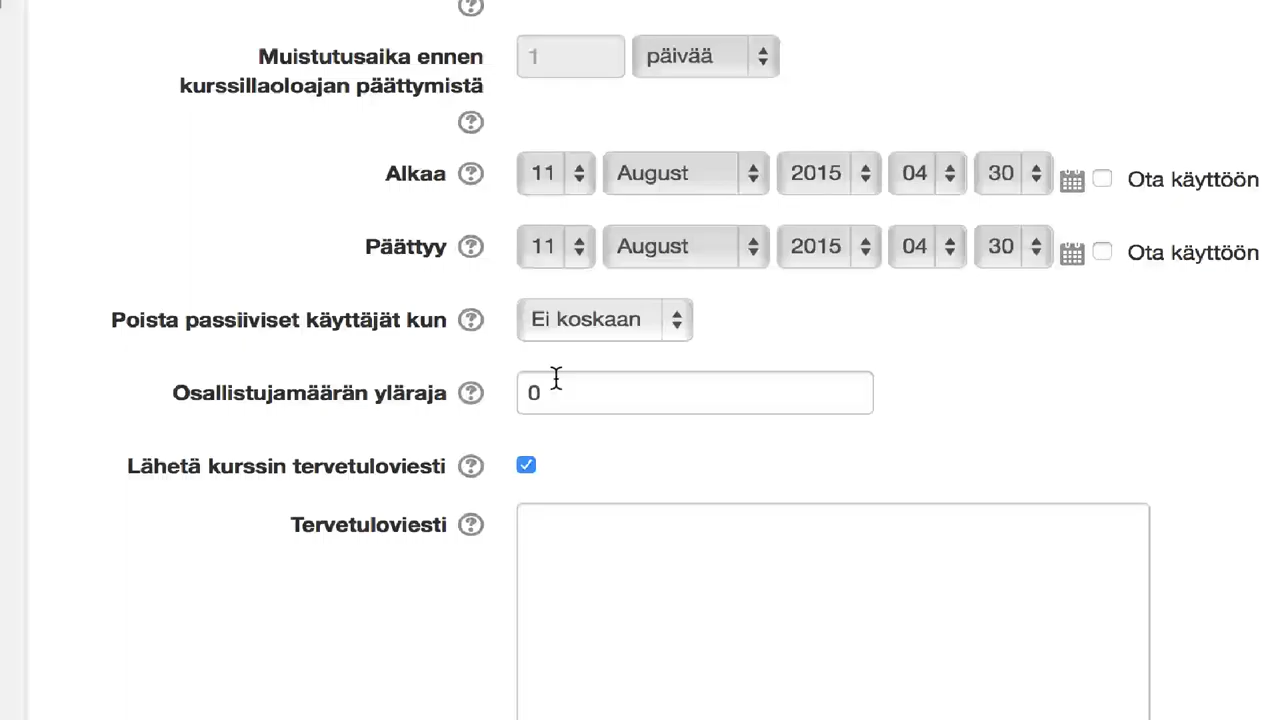 Muistutusaika ennen kurssillaoloajan päättymistä 1 päivää
Alkaa 11 August 2015 04 30 Ota käyttöön
Päättyy 11 August 2015 04 30 Ota käyttöön
Poista passiiviset käyttäjät kun Ei koskaan
Osallistujamäärän yläraja 0
Lähetä kurssin tervetuloviesti
Tervetuloviesti